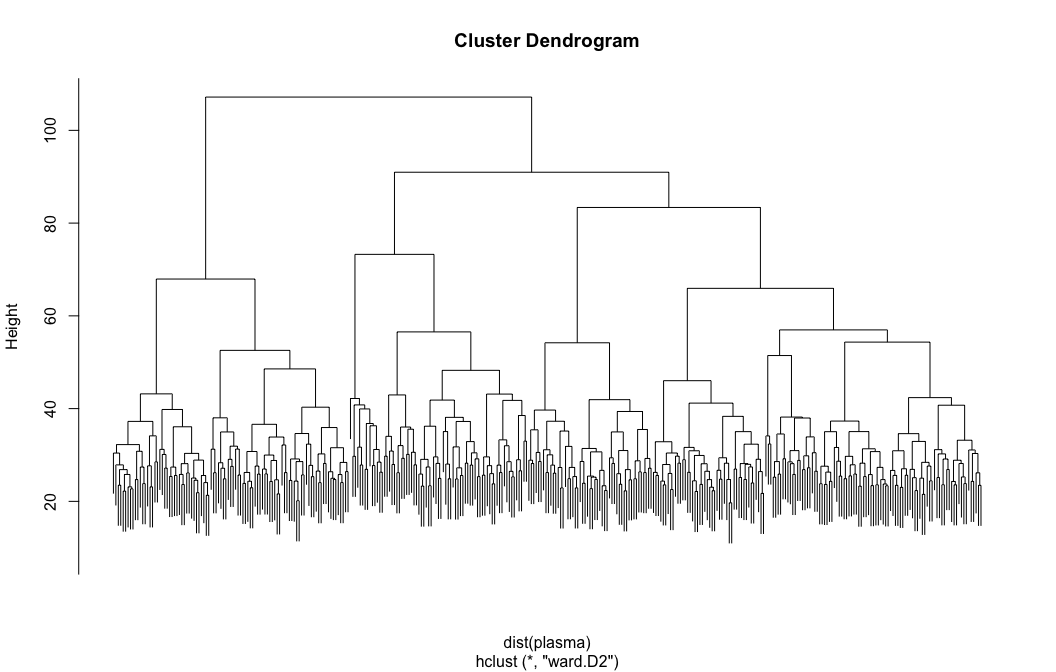 Cluster Dendrogram
Height
100
80
60
40
20
dist(plasma)
hclust (*, "ward.D2")